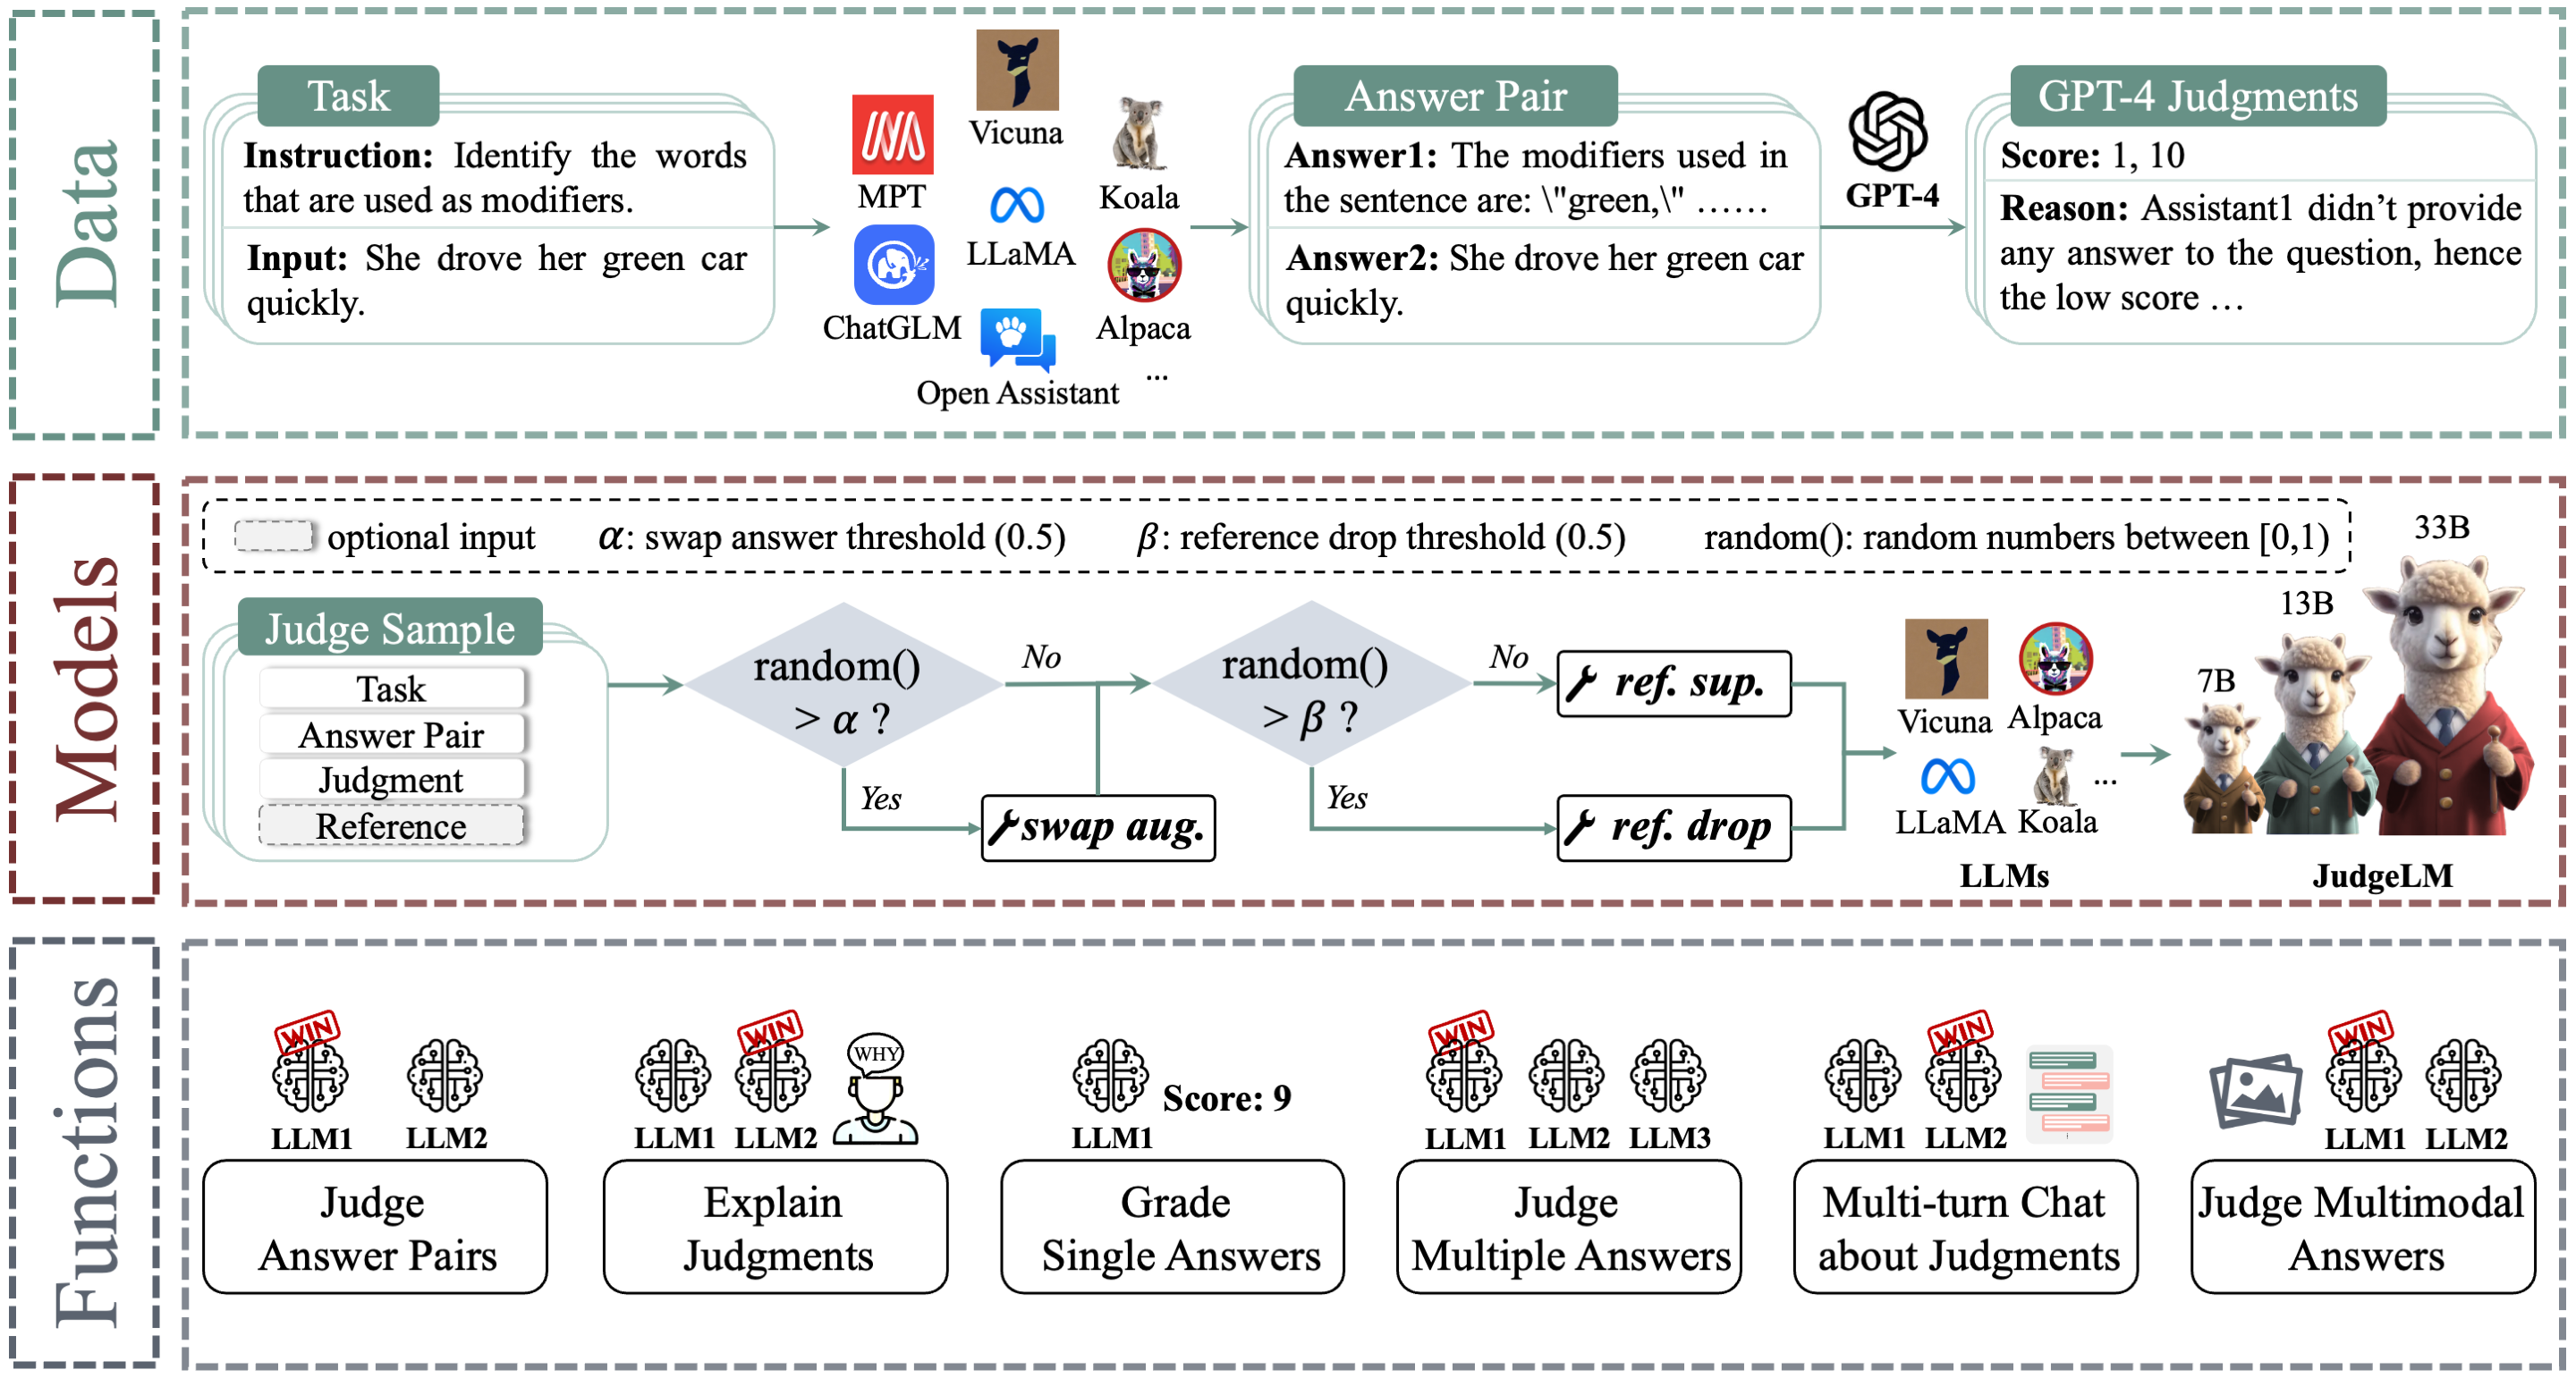 Data
Task
Instruction: Identify the words
that are used as modifiers.
Input: She drove her green car
quickly.
Vicuna
MPT
Koala
LLaMA
ChatGLM
Alpaca
Open Assistant
...
Answer Pair
Answer1: The modifiers used in
the sentence are: \"green,\" ……
Answer2: She drove her green car
quickly.
GPT-4
GPT-4 Judgments
Score: 1, 10
Reason: Assistant1 didn’t provide
any answer to the question, hence
the low score …
Models
optional input
α: swap answer threshold (0.5)
β: reference drop threshold (0.5)
random(): random numbers between [0,1)
Judge Sample
Task
Answer Pair
Judgment
Reference
random()
> α ?
No
Yes
swap aug.
random()
> β ?
No
Yes
ref. sup.
ref. drop
Vicuna
Alpaca
LLaMA
Koala
...
LLMs
7B
13B
33B
JudgeLM
Functions
WIN
LLM1
LLM2
Judge
Answer Pairs
WIN
WHY
LLM1
LLM2
Explain
Judgments
LLM1
Score: 9
Grade
Single Answers
WIN
LLM1
LLM2
LLM3
Judge
Multiple Answers
WIN
LLM1
LLM2
Multi-turn Chat
about Judgments
WIN
LLM1
LLM2
Judge Multimodal
Answers